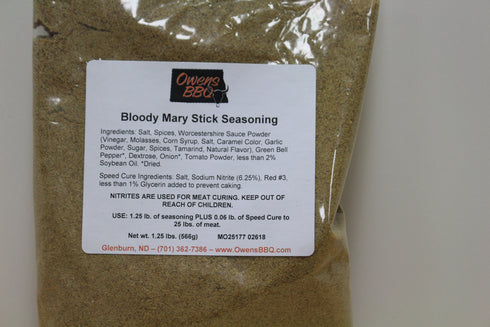 Owens
BBQ
Bloody Mary Stick Seasoning
Ingredients: Salt, Spices, Worcestershire Sauce Powder
(Vinegar, Molasses, Corn Syrup, Salt, Caramel Color, Garlic
Powder, Sugar, Spices, Tamarind, Natural Flavor), Green Bell
Pepper*, Dextrose, Onion*, Tomato Powder, less than 2%
Soybean Oil. *Dried.
Speed Cure Ingredients: Salt, Sodium Nitrite (6.25%), Red #3,
less than 1% Glycerin added to prevent caking.
NITRITES ARE USED FOR MEAT CURING. KEEP OUT OF
REACH OF CHILDREN.
USE: 1.25 lb. of seasoning PLUS 0.06 lb. of Speed Cure to
25 lbs. of meat.
Net wt. 1.25 lbs. (566g) MO25177 02618
Glenburn, ND – (701) 362-7386 – www.OwensBBQ.com